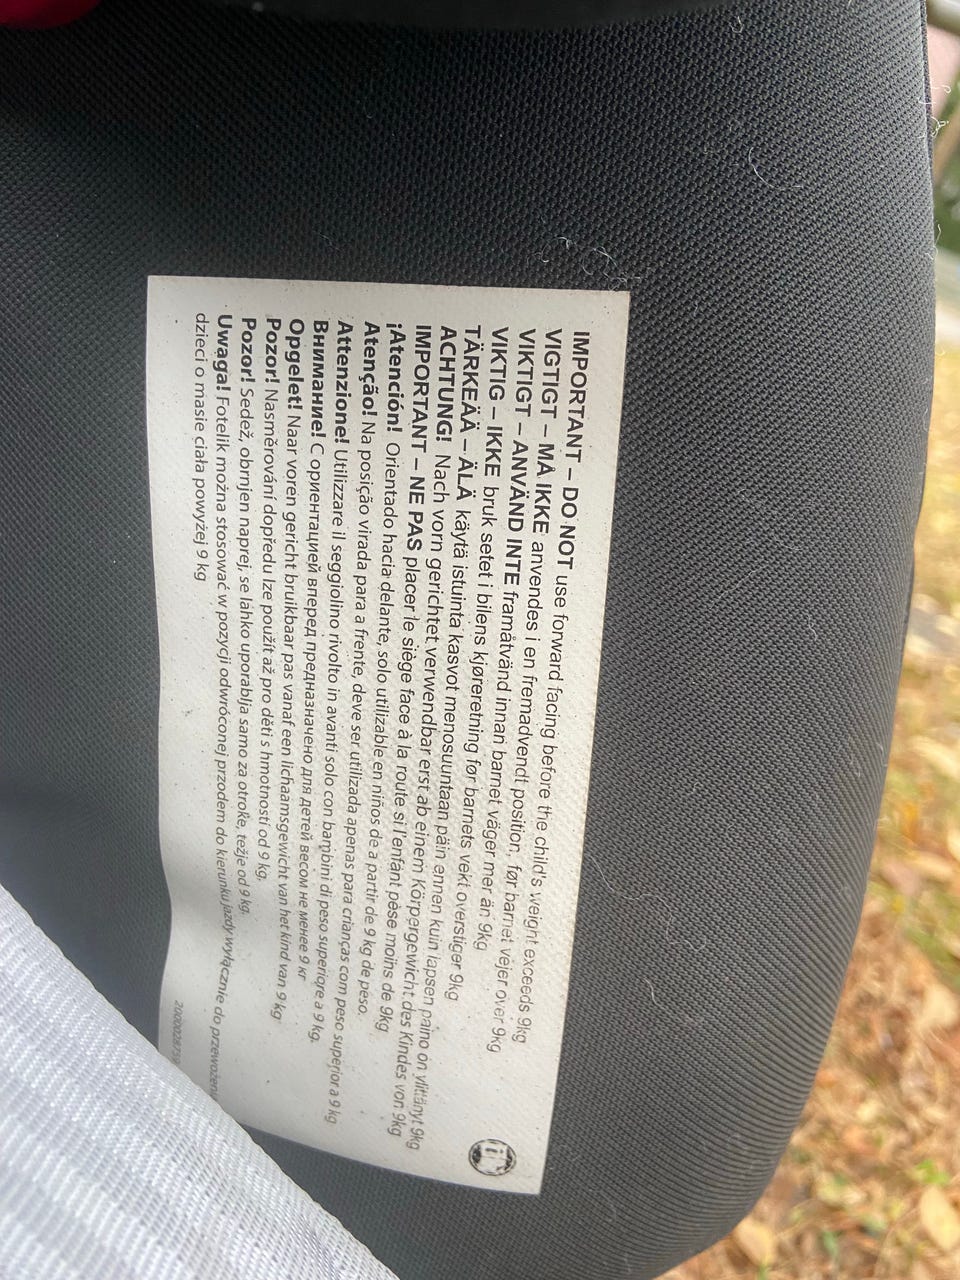 IMPORTANT – DO NOT use forward facing before the child's weight exceeds 9kg
VIGTIGT – MÅ IKKE anvendes i en fremadvendt position, før barnet vejer over 9kg
VIKTIGT – ANVÄND INTE framåtvänd innan barnet väger mer än 9kg
VIKTIG – IKKE bruk setet i bilens kjøreretning før barnets vekt overstiger 9kg
TÄRKEÄÄ – ÄLÄ käytä istuinta kasvot menosuuntaan päin ennen kuin lapsen paino on ylittänyt 9kg
ACHTUNG! Nach vorn gerichtet verwendbar erst ab einem Körpergewicht des Kindes von 9kg
IMPORTANT – NE PAS placer le siège face à la route si l'enfant pèse moins de 9kg
¡Atención! Orientado hacia delante, solo utilizable en niños de a partir de 9 kg de peso.
Atenção! Na posição virada para a frente, deve ser utilizada apenas para crianças com peso superior a 9 kg.
Attenzione! Utilizzare il seggiolino rivolto in avanti solo con bambini di peso superiore a 9 kg.
Внимание! С ориентацией вперед предназначено для детей весом не менее 9 кг
Opgelet! Naar voren gericht bruikbaar pas vanaf een lichaamsgewicht van het kind van 9 kg
Pozor! Nasměrování dopředu lze použít až pro děti s hmotností od 9 kg.
Pozor! Sedež, obrnjen naprej, se lahko uporablja samo za otroke, težje od 9 kg.
Uwaga! Fotelik można stosować w pozycji odwróconej przodem do kierunku jazdy wyłącznie do przewożenia
dzieci o masie ciała powyżej 9 kg